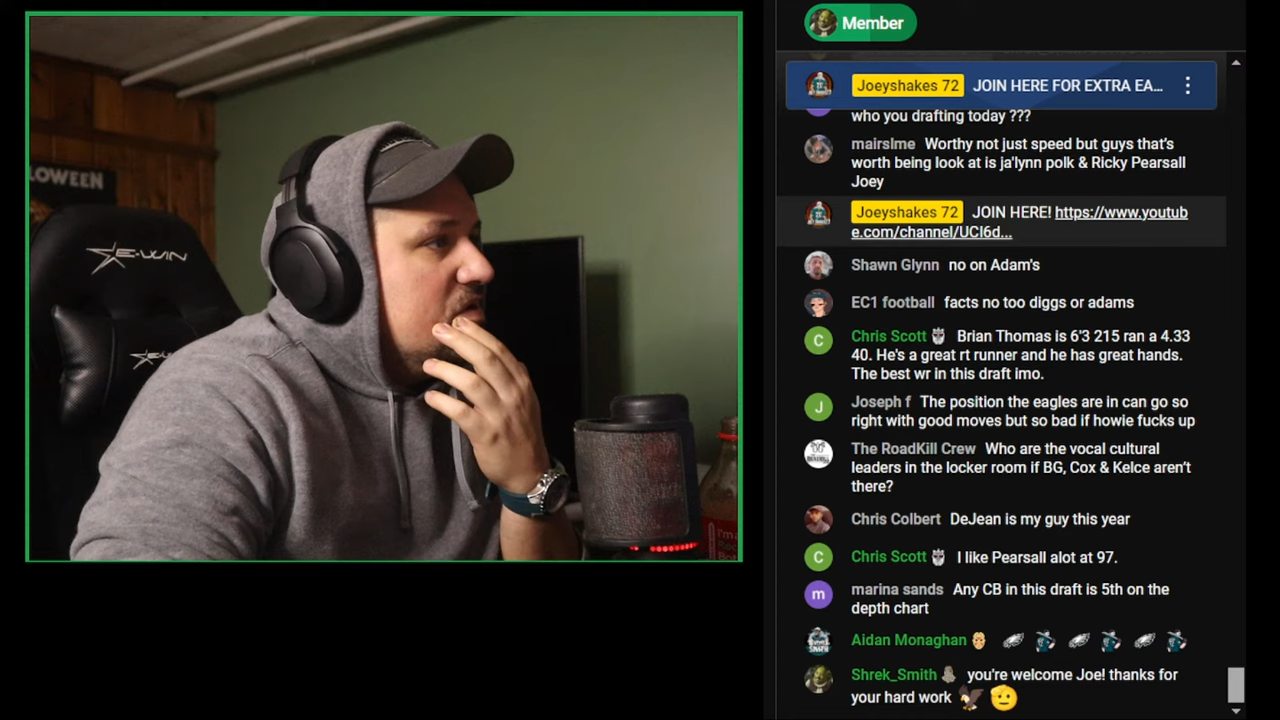 LOWEEN
E-WIN
Member
Joeyshakes 72 JOIN HERE FOR EXTRA EA...
who you drafting today ???
mairslme Worthy not just speed but guys that's
worth being look at is ja'lynn polk & Ricky Pearsall
Joey
Joeyshakes 72 JOIN HERE! https://www.youtub
e.com/channel/UCI6d...
Shawn Glynn no on Adam's
EC1 football facts no too diggs or adams
Chris Scott Brian Thomas is 6'3 215 ran a 4.33
40. He's a great rt runner and he has great hands.
The best wr in this draft imo.
Joseph f The position the eagles are in can go so
right with good moves but so bad if howie fucks up
The RoadKill Crew Who are the vocal cultural
leaders in the locker room if BG, Cox & Kelce aren't
there?
Chris Colbert DeJean is my guy this year
Chris Scott I like Pearsall alot at 97.
marina sands Any CB in this draft is 5th on the
depth chart
Aidan Monaghan
Shrek_Smith you're welcome Joe! thanks for
your hard work